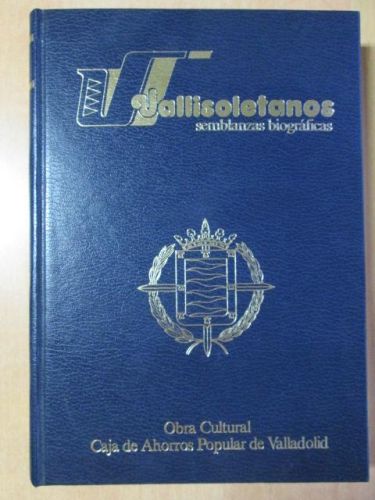 Vallisoletanos
semblanzas biográficas
Obra Cultural
Caja de Ahorros Popular de Valladolid